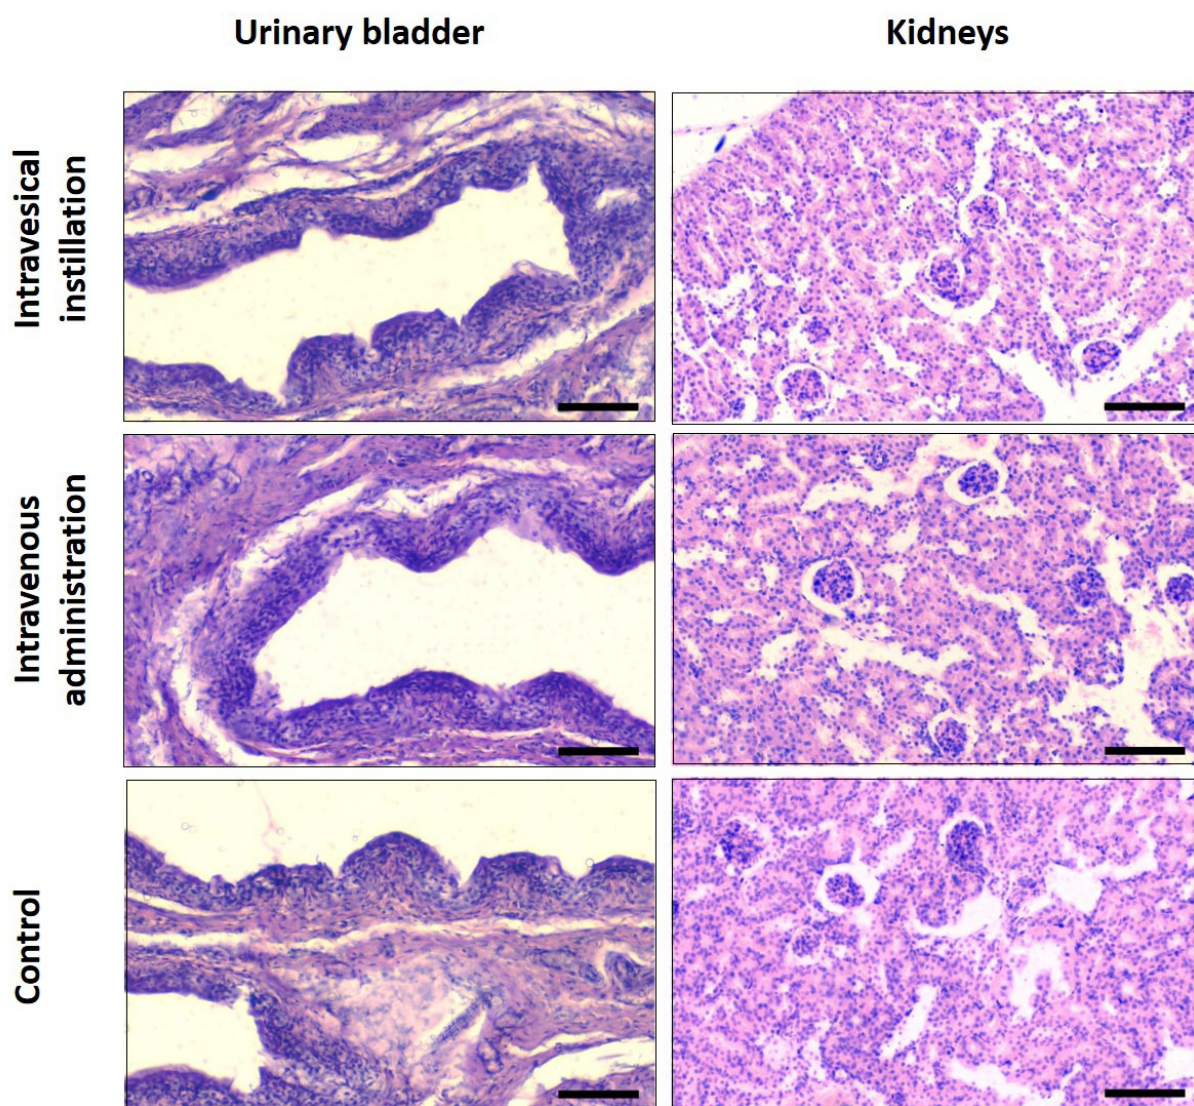 Urinary bladder
Kidneys
Intravesical
instillation
Intravenous
administration
Control